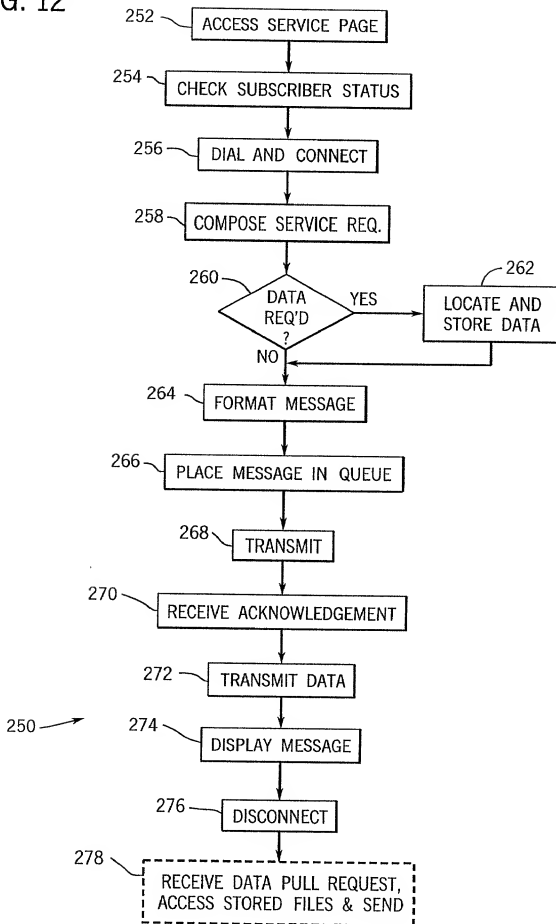 G. 12
252
ACCESS SERVICE PAGE
254
CHECK SUBSCRIBER STATUS
256
DIAL AND CONNECT
258
COMPOSE SERVICE REQ.
260
DATA
REQ'D
?
YES
NO
262
LOCATE AND
STORE DATA
264
FORMAT MESSAGE
266
PLACE MESSAGE IN QUEUE
268
TRANSMIT
270
RECEIVE ACKNOWLEDGEMENT
272
TRANSMIT DATA
250
274
DISPLAY MESSAGE
276
DISCONNECT
278
RECEIVE DATA PULL REQUEST,
ACCESS STORED FILES & SEND